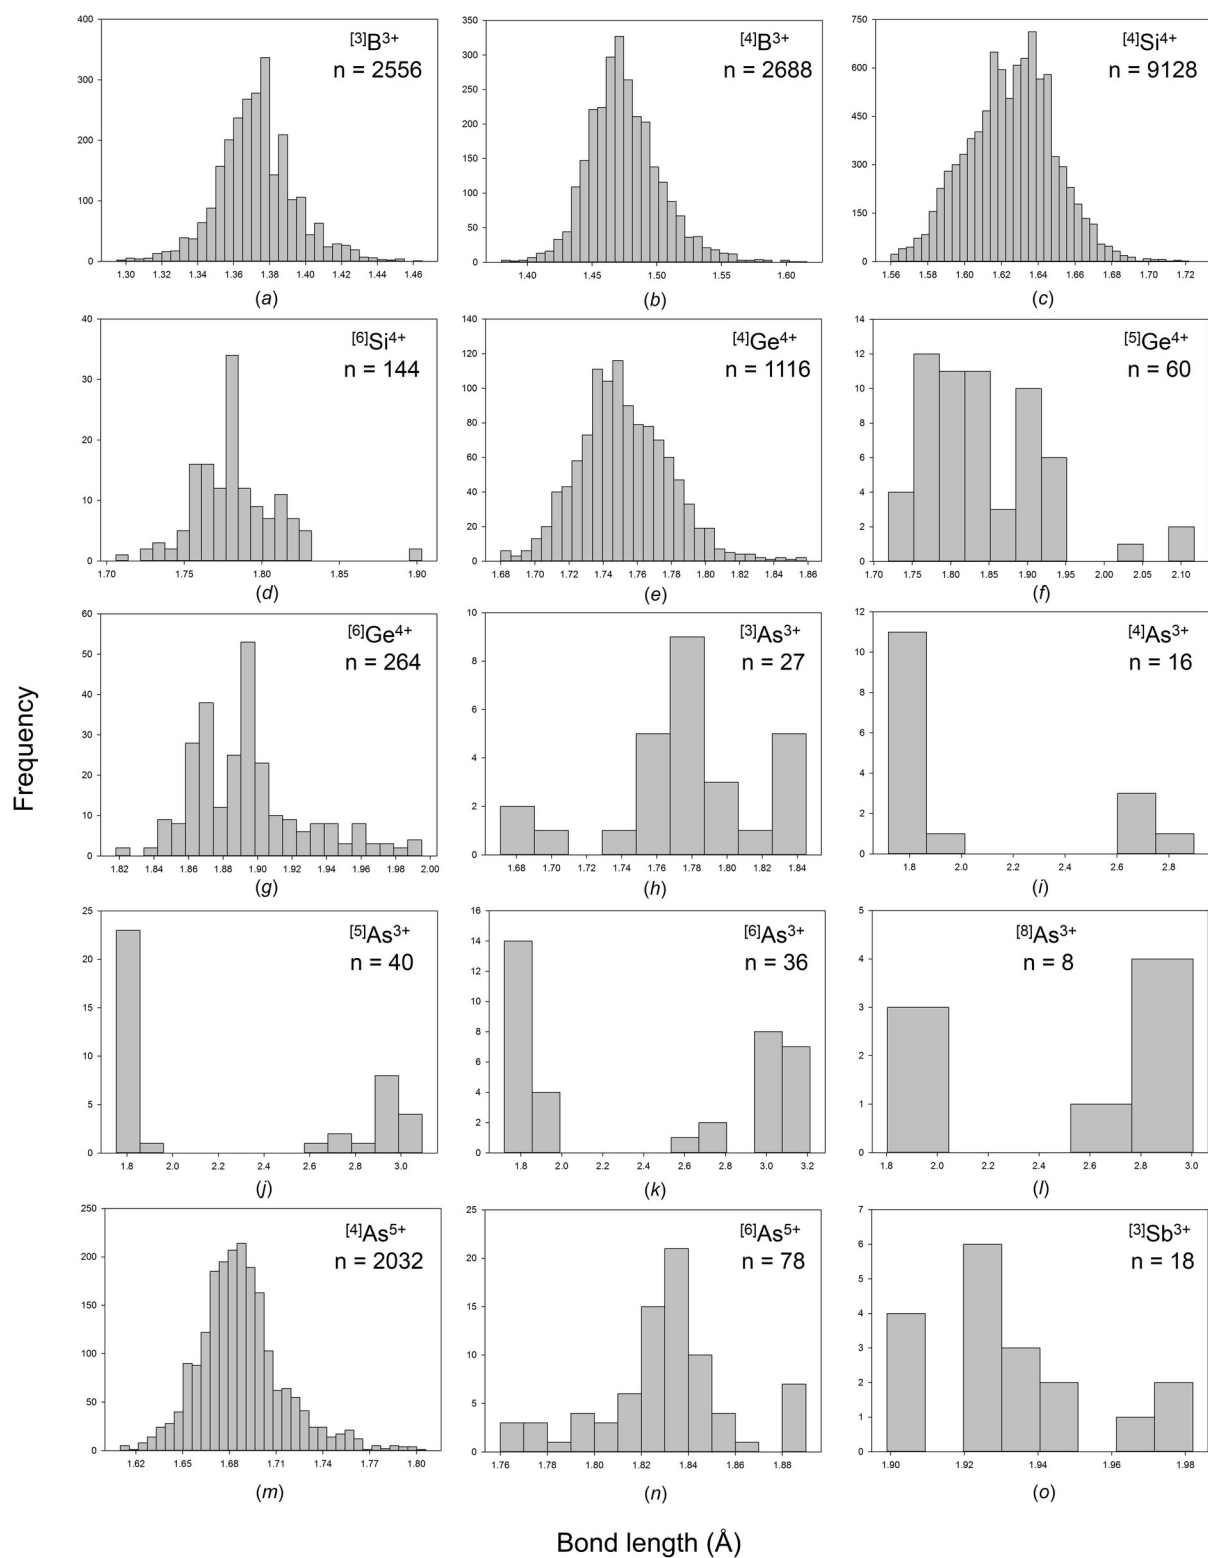 Frequency
[3]B3+
n = 2556
400
300
200
100
0
1.30 1.34 1.36 1.38 1.40 1.42 1.44 1.46
(a)
[4]B3+
n = 2688
350
300
250
200
150
100
50
0
1.40 1.45 1.50 1.55 1.60
(b)
[4]Si4+
n = 9128
750
600
450
300
150
0
1.56 1.58 1.60 1.62 1.64 1.66 1.68 1.70 1.72
(c)
[6]Si4+
n = 144
40
30
20
10
0
1.70 1.75 1.80 1.85 1.90
(d)
[4]Ge4+
n = 1116
140
120
100
80
60
40
20
0
1.68 1.70 1.72 1.74 1.76 1.78 1.80 1.82 1.84 1.86
(e)
[5]Ge4+
n = 60
14
12
10
8
6
4
2
0
1.70 1.75 1.80 1.85 1.90 1.95 2.00 2.05 2.10
(f)
[6]Ge4+
n = 264
60
50
40
30
20
10
0
1.82 1.84 1.86 1.88 1.90 1.92 1.94 1.96 1.98 2.00
(g)
[3]As3+
n = 27
10
8
6
4
2
0
1.68 1.70 1.72 1.74 1.76 1.78 1.80 1.82 1.84
(h)
[4]As3+
n = 16
12
10
8
6
4
2
0
1.8 2.0 2.2 2.4 2.6 2.8
(i)
[5]As3+
n = 40
25
20
15
10
5
0
1.8 2.0 2.2 2.4 2.6 2.8 3.0
(j)
[6]As3+
n = 36
16
14
12
10
8
6
4
2
0
1.8 2.0 2.2 2.4 2.6 2.8 3.0 3.2
(k)
[8]As3+
n = 8
5
4
3
2
1
0
1.8 2.0 2.2 2.4 2.6 2.8 3.0
(l)
[4]As5+
n = 2032
250
200
150
100
50
0
1.62 1.65 1.68 1.71 1.74 1.77 1.80
(m)
[6]As5+
n = 78
25
20
15
10
5
0
1.76 1.78 1.80 1.82 1.84 1.86 1.88
(n)
[3]Sb3+
n = 18
7
6
5
4
3
2
1
0
1.90 1.92 1.94 1.96 1.98
(o)
Bond length (Å)